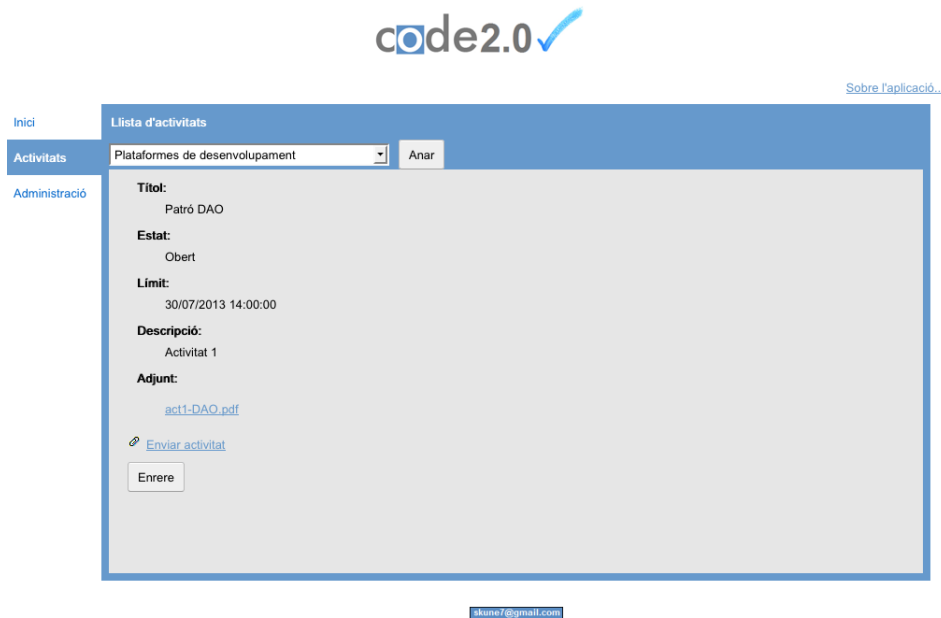 code2.0
Sobre l'aplicació..
Inici
Llista d'activitats
Activitats
Plataformes de desenvolupament
Anar
Administració
Títol:
Patró DAO
Estat:
Obert
Límit:
30/07/2013 14:00:00
Descripció:
Activitat 1
Adjunt:
act1-DAO.pdf
Enviar activitat
Enrere
skune7@gmail.com